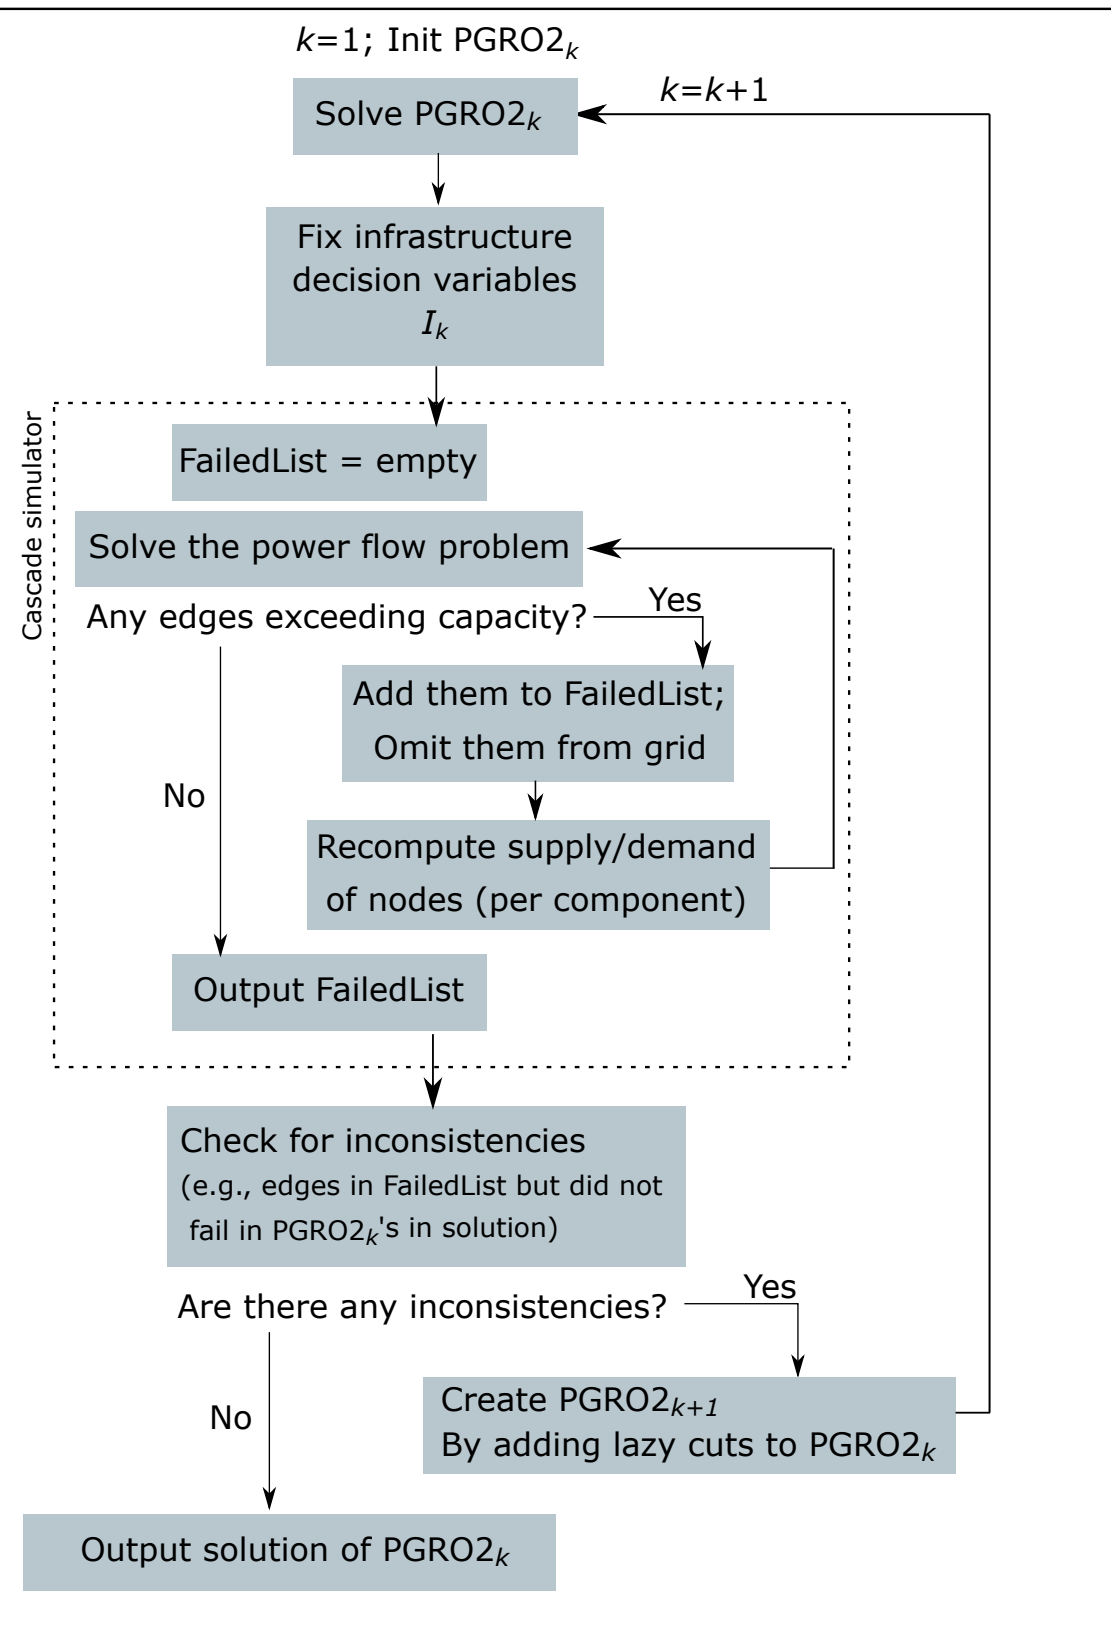 k=1; Init PGRO2k
k=k+1
Solve PGRO2k
Fix infrastructure
decision variables
Ik
Cascade simulator
FailedList = empty
Solve the power flow problem
Any edges exceeding capacity?
Yes
Add them to FailedList;
Omit them from grid
No
Recompute supply/demand
of nodes (per component)
Output FailedList
Check for inconsistencies
(e.g., edges in FailedList but did not
fail in PGRO2k's in solution)
Are there any inconsistencies?
Yes
Create PGRO2k+1
By adding lazy cuts to PGRO2k
No
Output solution of PGRO2k